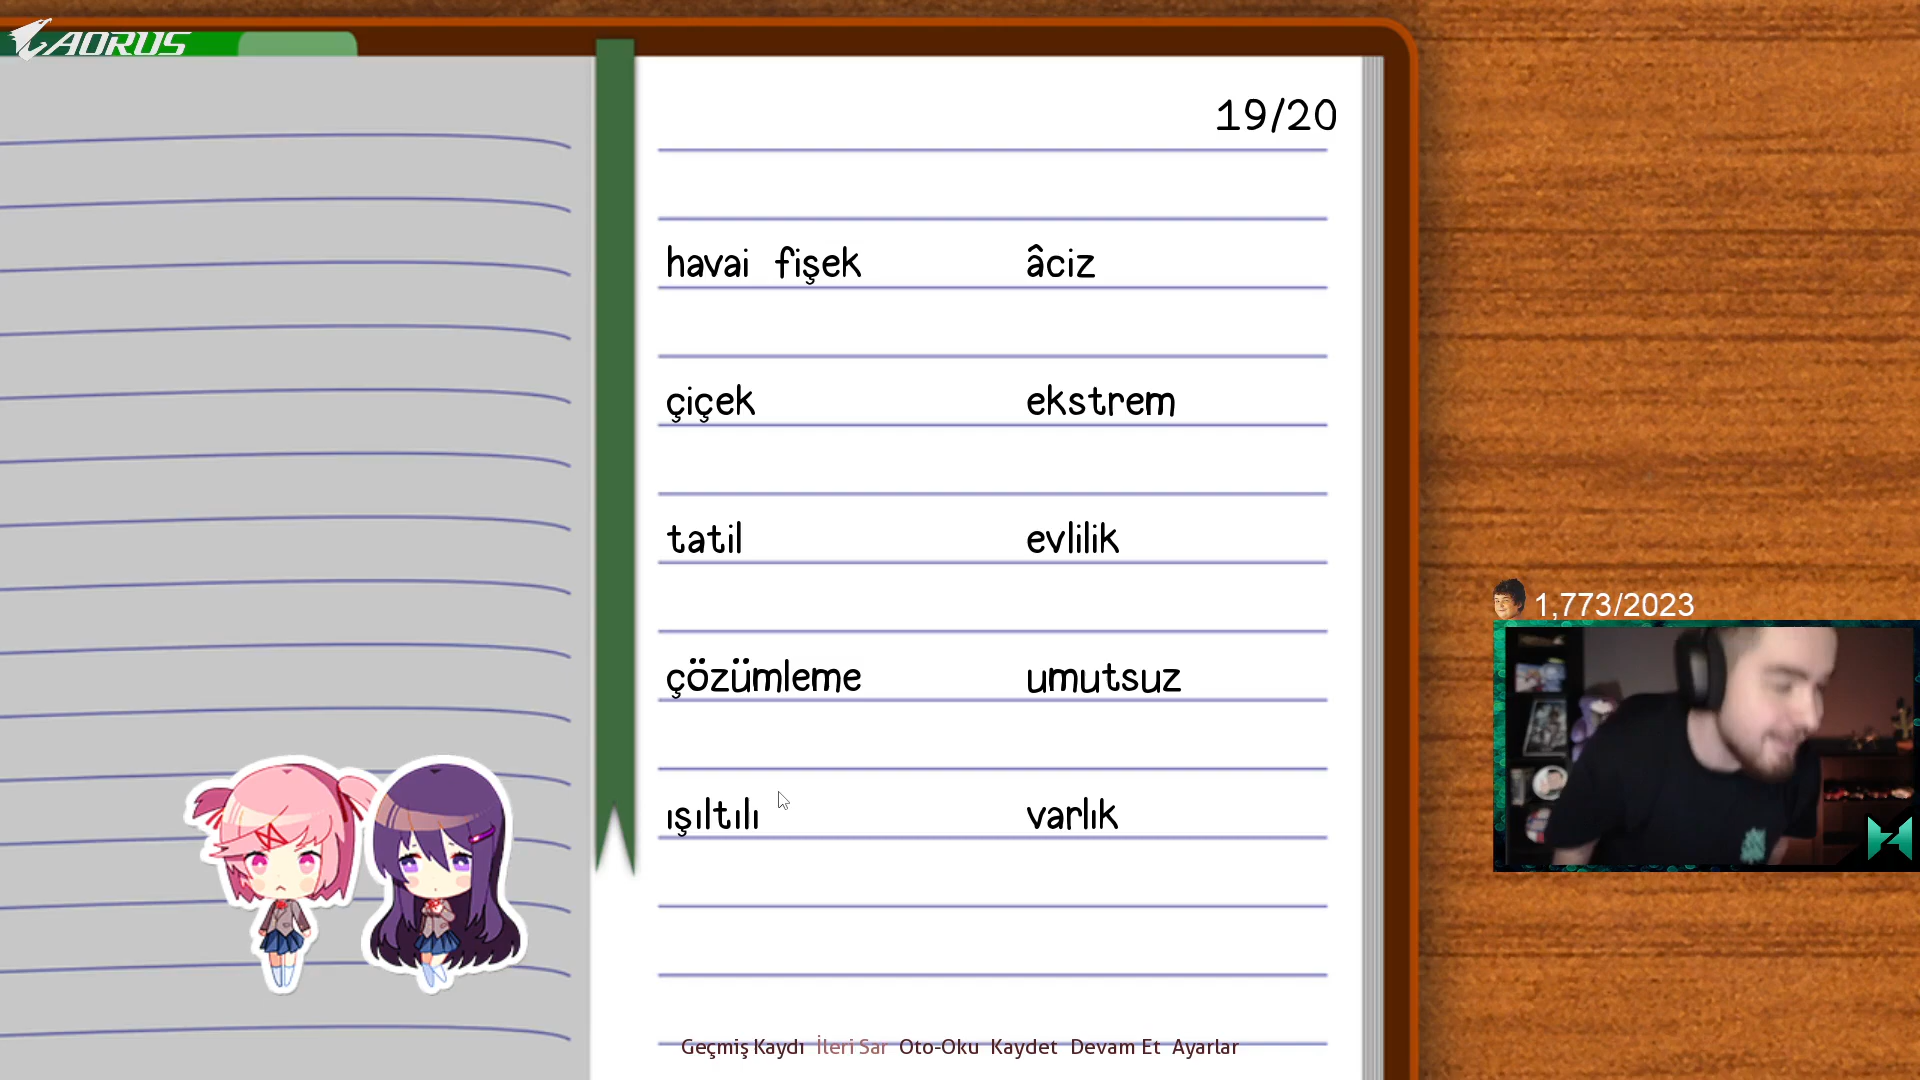 AORUS
19/20
havai fişek âciz
çiçek ekstrem
tatil evlilik
çözümleme umutsuz
ışıltılı varlık
1,773/2023
Geçmiş Kaydı İleri Sar Oto-Oku Kaydet Devam Et Ayarlar